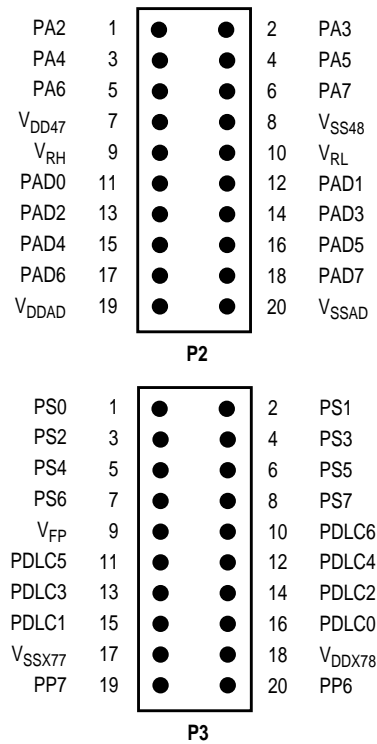 PA2 1 2 PA3
PA4 3 4 PA5
PA6 5 6 PA7
VDD47 7 8 VSS48
VRH 9 10 VRL
PAD0 11 12 PAD1
PAD2 13 14 PAD3
PAD4 15 16 PAD5
PAD6 17 18 PAD7
VDDAD 19 20 VSSAD
P2
PS0 1 2 PS1
PS2 3 4 PS3
PS4 5 6 PS5
PS6 7 8 PS7
VFP 9 10 PDLC6
PDLC5 11 12 PDLC4
PDLC3 13 14 PDLC2
PDLC1 15 16 PDLC0
VSSX77 17 18 VDDX78
PP7 19 20 PP6
P3